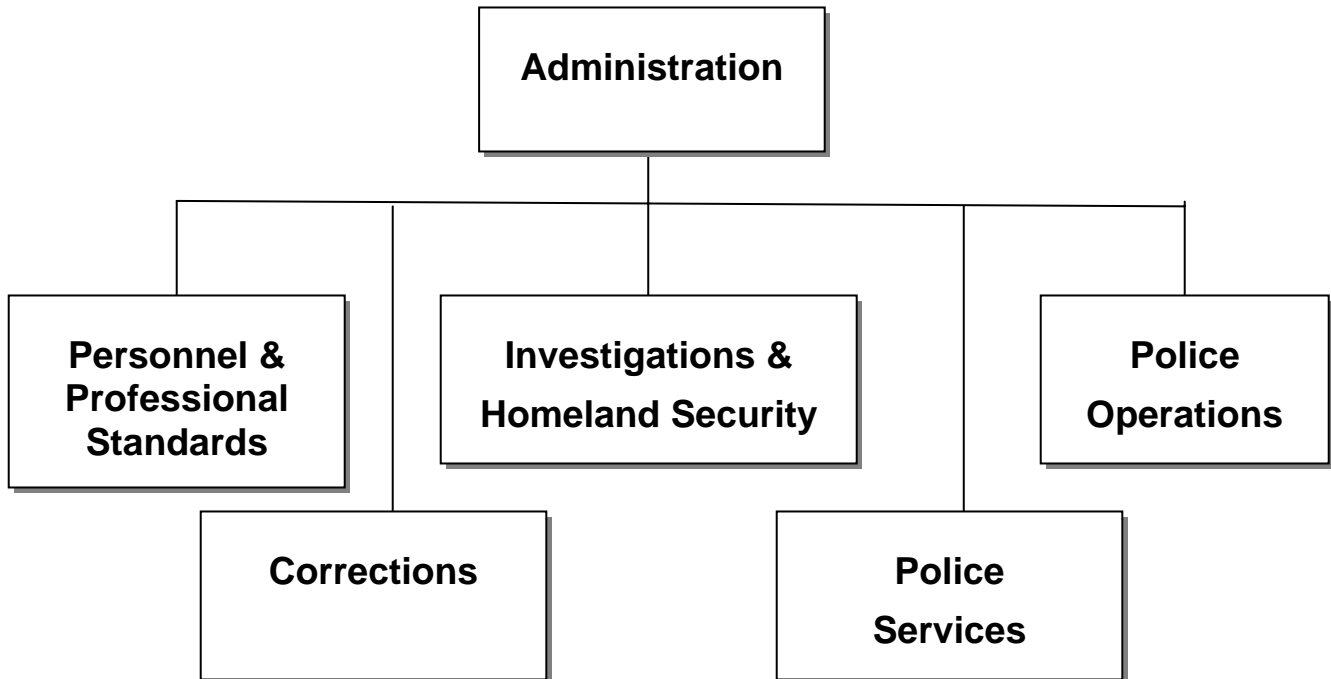 Administration
Personnel &
Professional
Standards
Investigations &
Homeland Security
Police
Operations
Corrections
Police
Services